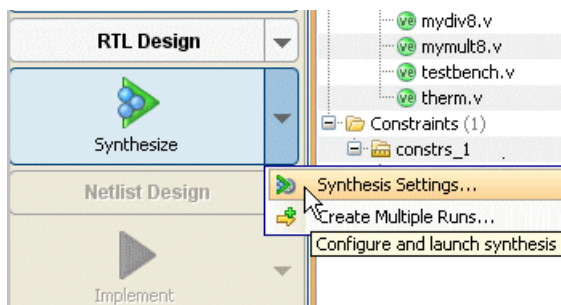 RTL Design
Synthesize
Netlist Design
Implement
mydiv8.v
mymult8.v
testbench.v
therm.v
Constraints (1)
constrs_1
Synthesis Settings...
Create Multiple Runs...
Configure and launch synthesis